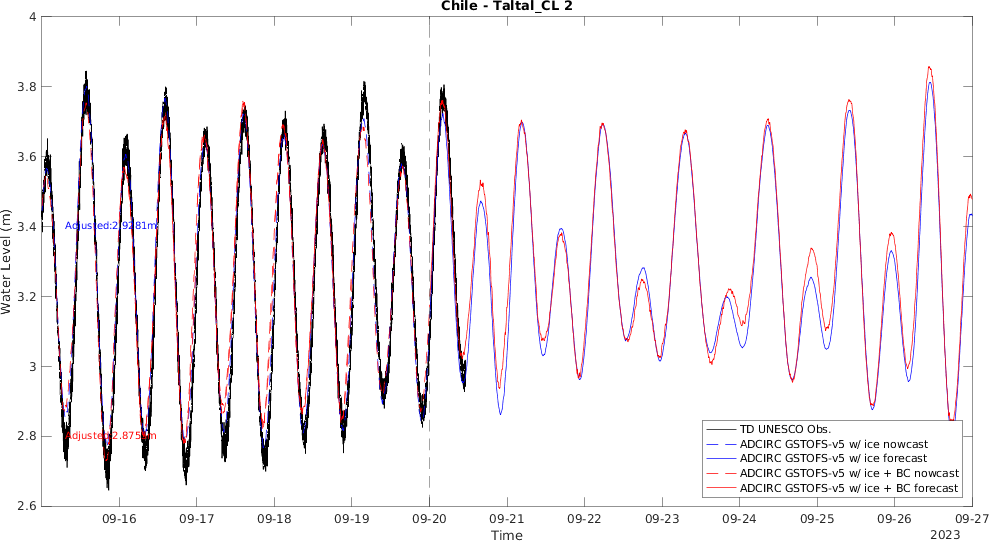 Chile - Taltal_CL 2
4
3.8
3.6
3.4
3.2
3
2.8
2.6
Water Level (m)
Adjusted:2.9281m
TD UNESCO Obs.
ADCIRC GSTOFS-v5 w/ ice nowcast
ADCIRC GSTOFS-v5 w/ ice forecast
ADCIRC GSTOFS-v5 w/ ice + BC nowcast
ADCIRC GSTOFS-v5 w/ ice + BC forecast
09-16 09-17 09-18 09-19 09-20 09-21 09-22 09-23 09-24 09-25 09-26 09-27
Time
2023